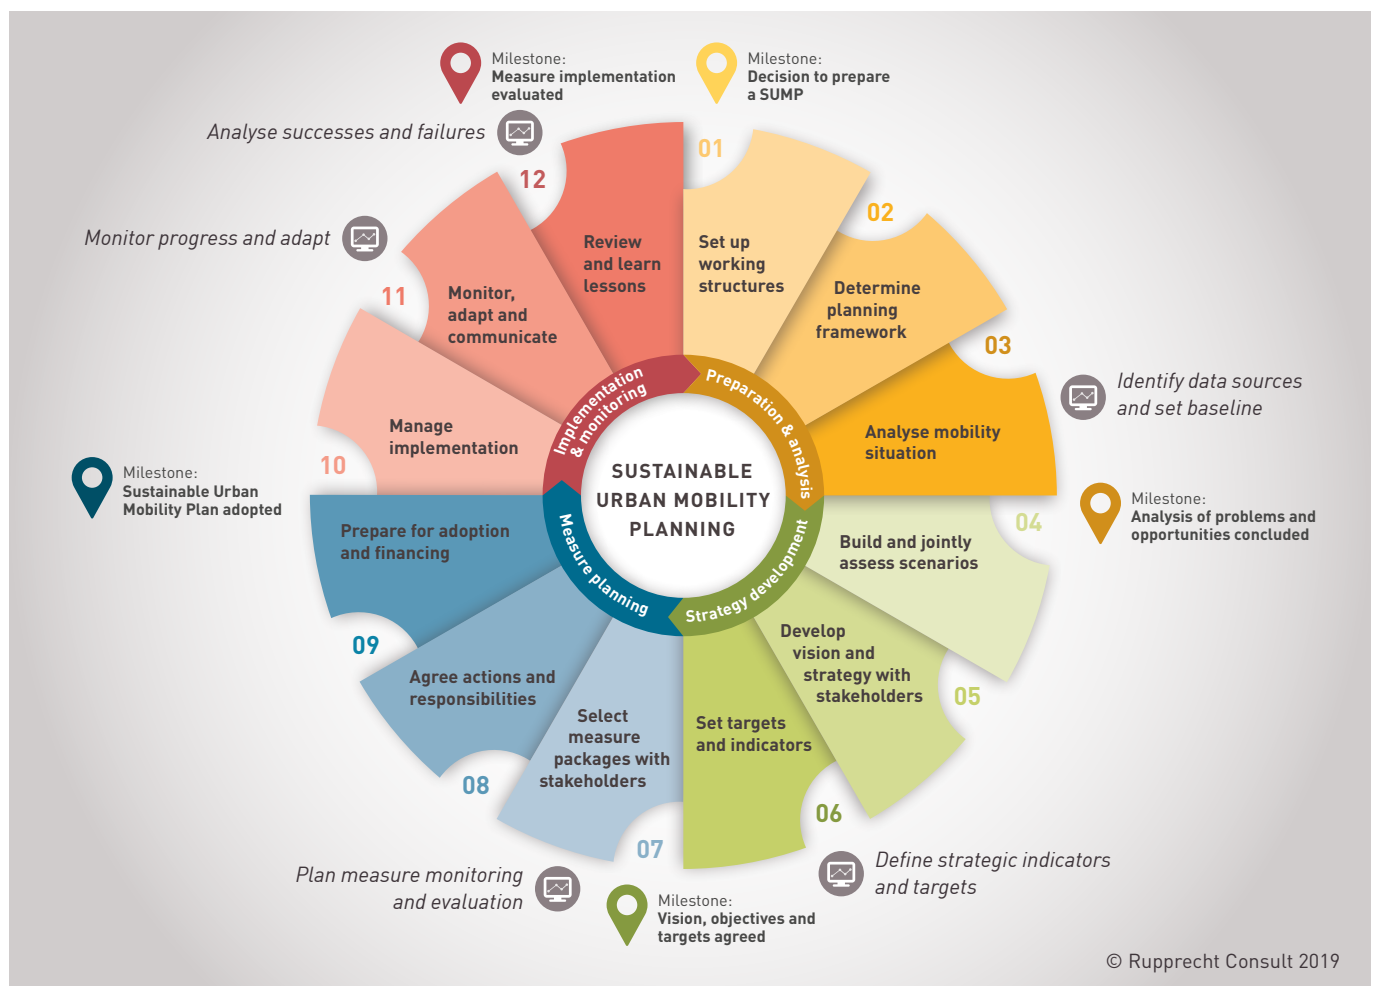 Milestone:
Measure implementation
evaluated
Milestone:
Decision to prepare
a SUMP
Analyse successes and failures
Monitor progress and adapt
01
Set up
working
structures
02
Determine
planning
framework
03
Analyse mobility
situation
Identify data sources
and set baseline
Milestone:
Analysis of problems and
opportunities concluded
04
Build and jointly
assess scenarios
05
Develop
vision and
strategy with
stakeholders
06
Set targets
and indicators
Define strategic indicators
and targets
Milestone:
Vision, objectives and
targets agreed
07
Select
measure
packages with
stakeholders
Plan measure monitoring
and evaluation
08
Agree actions and
responsibilities
09
Prepare for adoption
and financing
Milestone:
Sustainable Urban
Mobility Plan adopted
10
Manage
implementation
11
Monitor,
adapt and
communicate
12
Review
and learn
lessons
Preparation & analysis
Strategy development
Measure planning
Implementation
& monitoring
SUSTAINABLE
URBAN MOBILITY
PLANNING
© Rupprecht Consult 2019